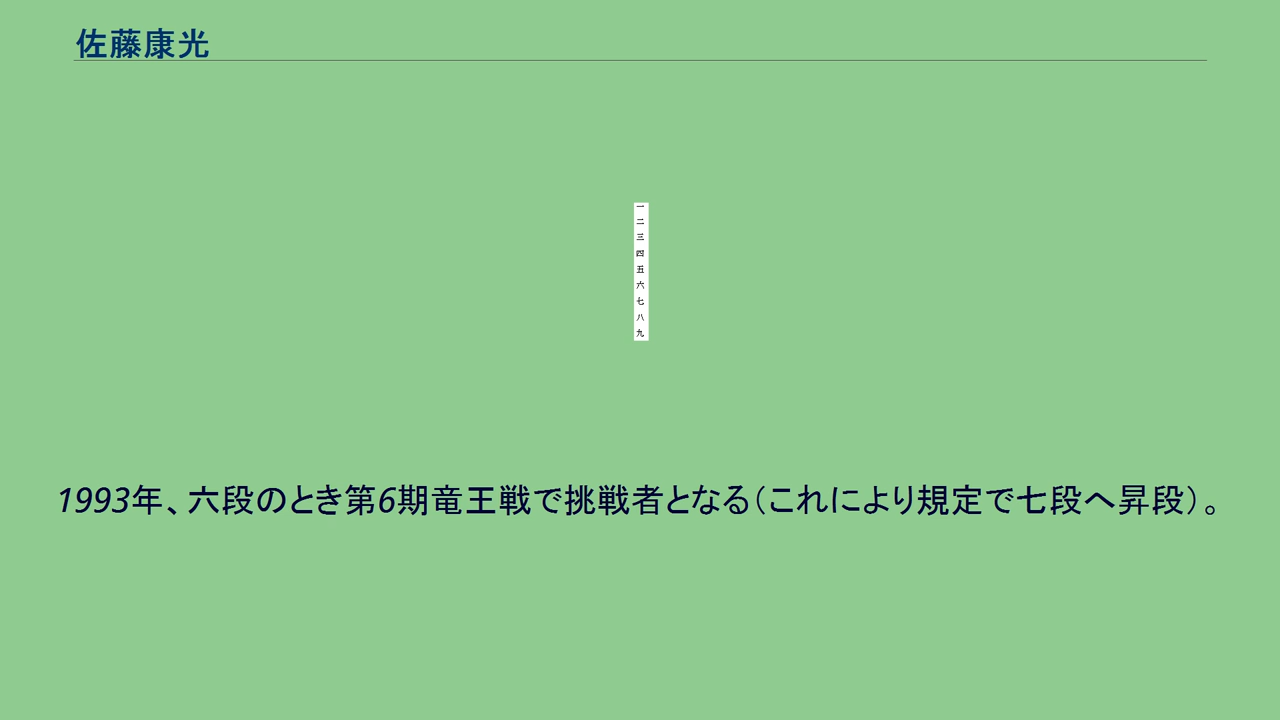 佐藤康光
一
二
三
四
五
六
七
八
九
1993年、六段のとき第6期竜王戦で挑戦者となる（これにより規定で七段へ昇段）。